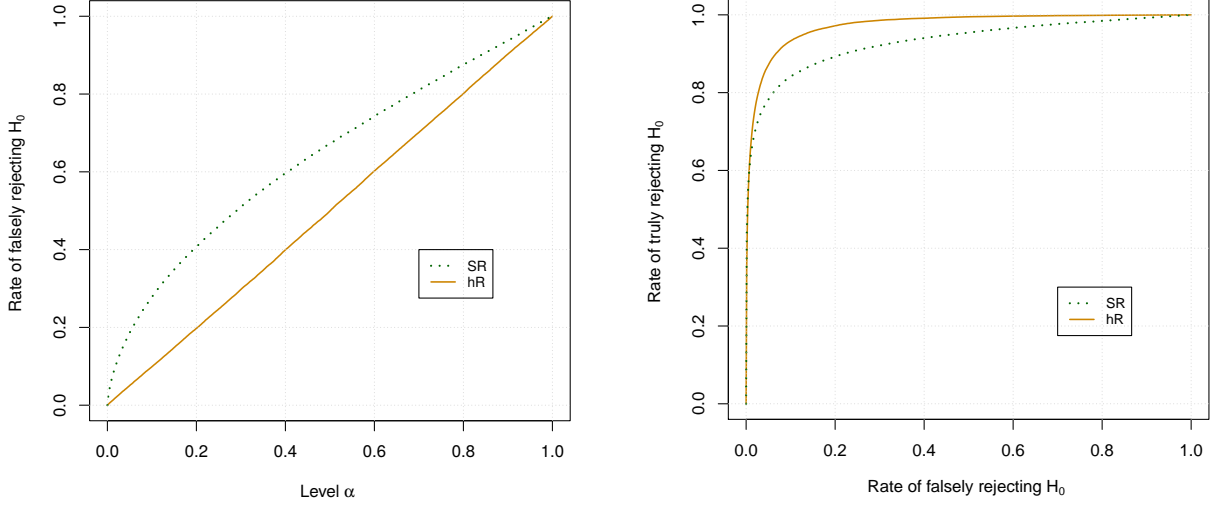 Rate of falsely rejecting H0
1.0
0.8
0.6
0.4
0.2
0.0
SR
hR
0.0 0.2 0.4 0.6 0.8 1.0
Level α
Rate of truly rejecting H0
1.0
0.8
0.6
0.4
0.2
0.0
SR
hR
0.0 0.2 0.4 0.6 0.8 1.0
Rate of falsely rejecting H0